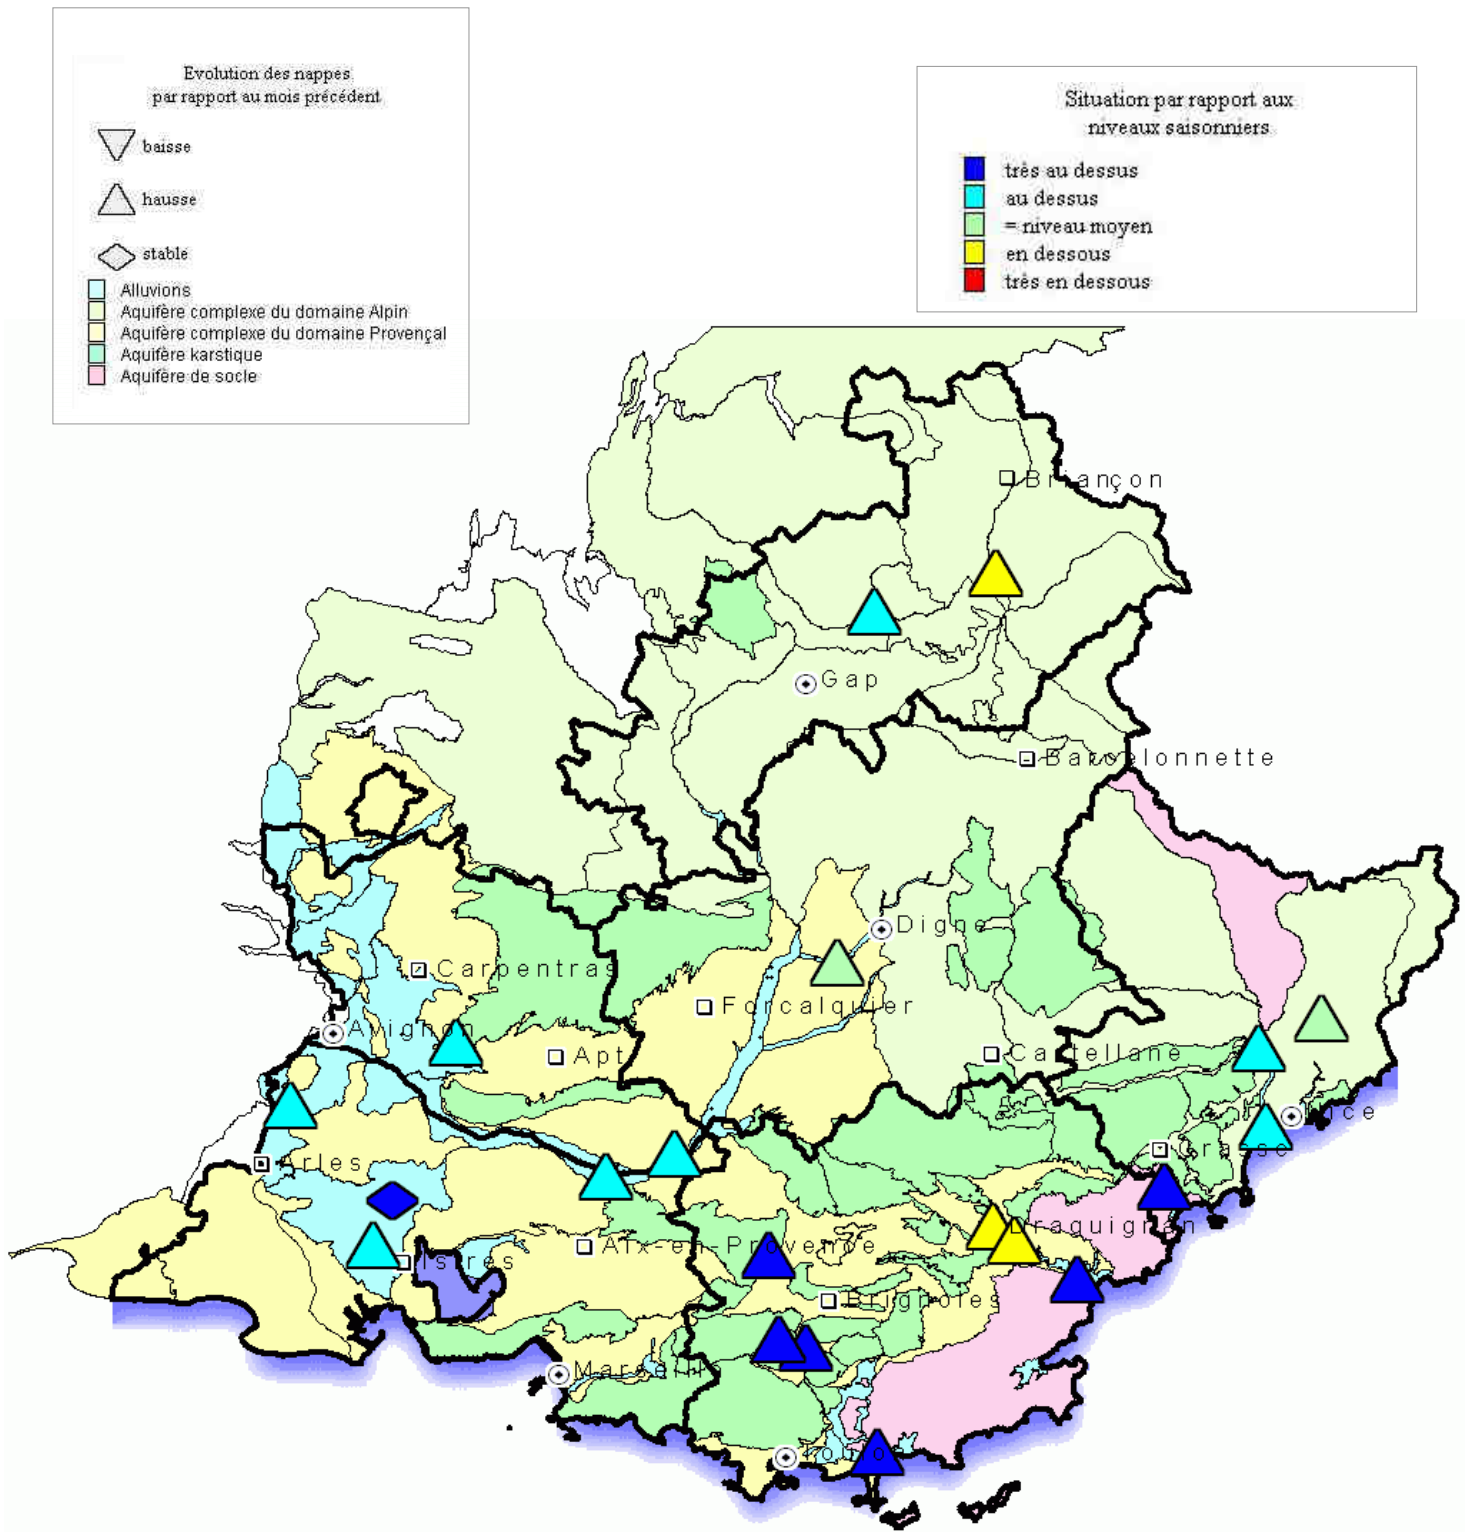 Evolution des nappes
par rapport au mois précédent
baisse
hausse
stable
Alluvions
Aquifère complexe du domaine Alpin
Aquifère complexe du domaine Provençal
Aquifère karstique
Aquifère de socle
Situation par rapport aux
niveaux saisonniers
très au dessus
au dessus
= niveau moyen
en dessous
très en dessous
Briançon
Gap
Barcelonnette
Digne
Carpentras
Forcalquier
Avignon
Apt
Castellane
Nice
Grasse
Arles
Draguignan
Aix-en-Provence
Istres
Brignoles
Marseille
Toulon